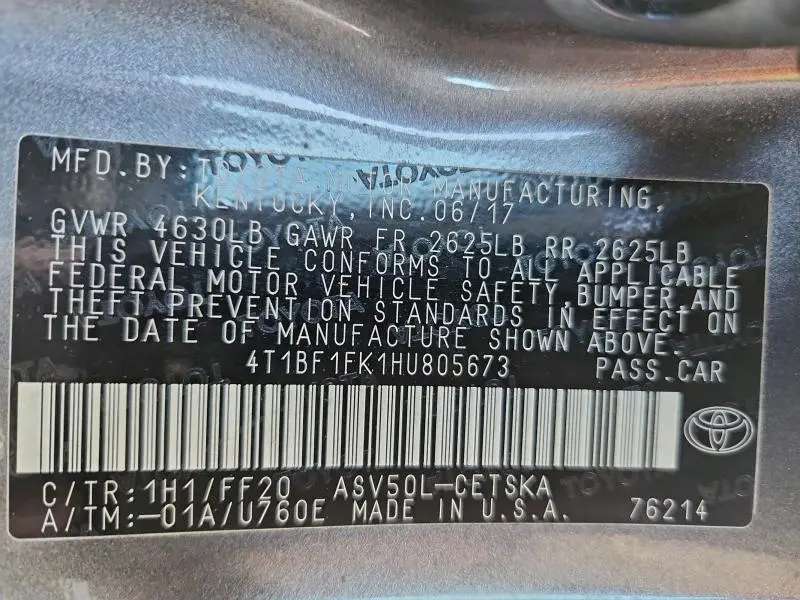 MFD. BY: TOYOTA MOTOR MANUFACTURING,
KENTUCKY, INC. 06/17
GVWR 4630LB GAWR FR 2625LB RR 2625LB
THIS VEHICLE CONFORMS TO ALL APPLICABLE
FEDERAL MOTOR VEHICLE SAFETY, BUMPER, AND
THEFT PREVENTION STANDARDS IN EFFECT ON
THE DATE OF MANUFACTURE SHOWN ABOVE.
4T1BF1FK1HU805673 PASS. CAR
C/TR: 1H1/FF20 ASV50L-CETSKA
A/TM:-01A/U760E MADE IN U.S.A. 76214